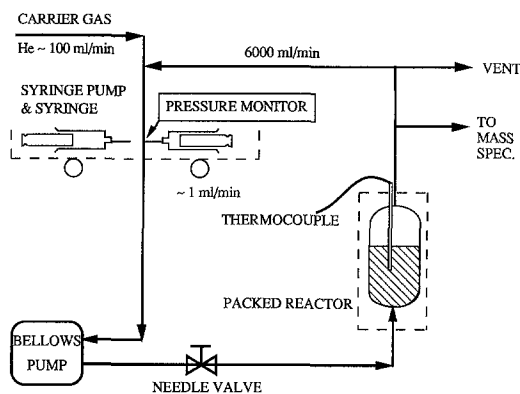 CARRIER GAS
He ~ 100 ml/min
6000 ml/min
VENT
SYRINGE PUMP
& SYRINGE
PRESSURE MONITOR
TO
MASS
SPEC.
~ 1 ml/min
THERMOCOUPLE
PACKED REACTOR
BELLOWS
PUMP
NEEDLE VALVE